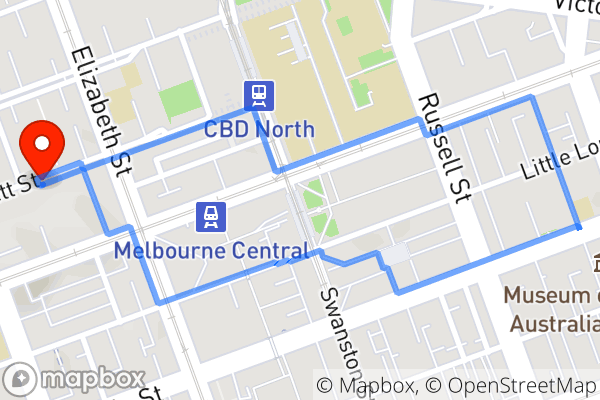 Victo
Elizabeth St
CBD North
Russell St
tt St
Little Lo
Melbourne Central
Swanston
Museum o
Australia
St
mapbox
© Mapbox, © OpenStreetMap